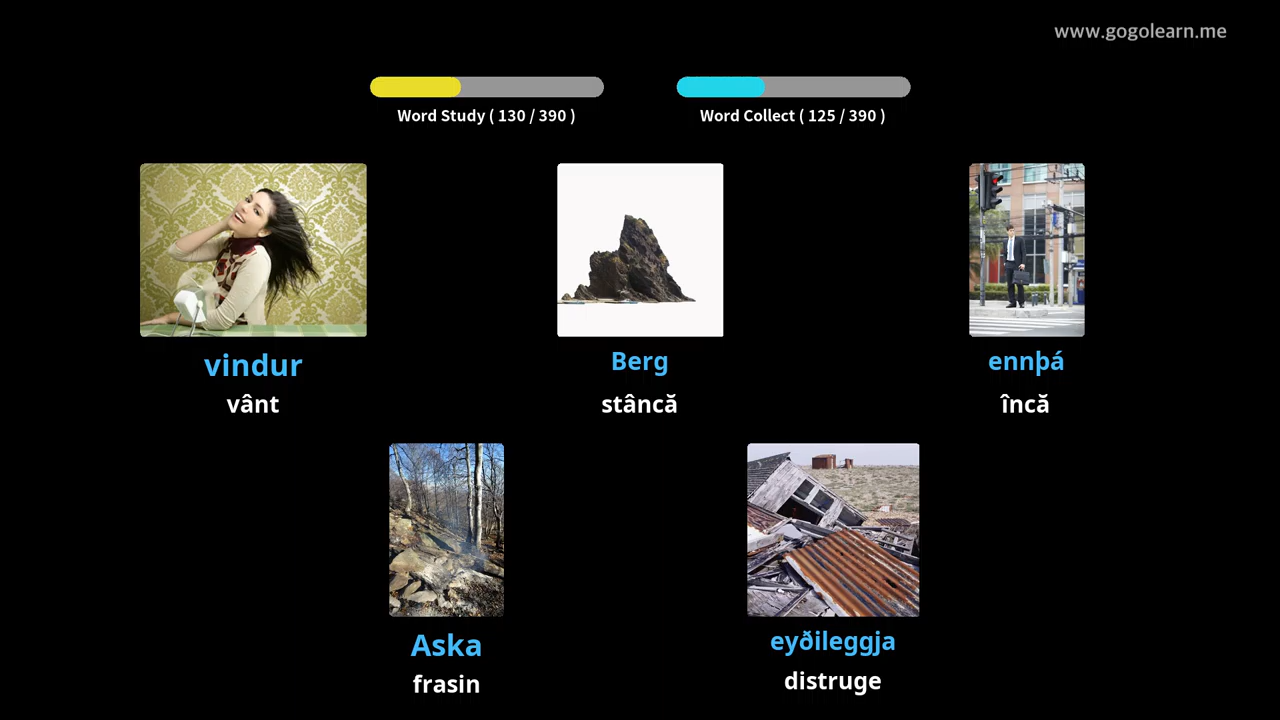 www.gogolearn.me
Word Study ( 130 / 390 )
Word Collect ( 125 / 390 )
vindur
vânt
Berg
stâncă
ennþá
încă
Aska
frasin
eyðileggja
distruge